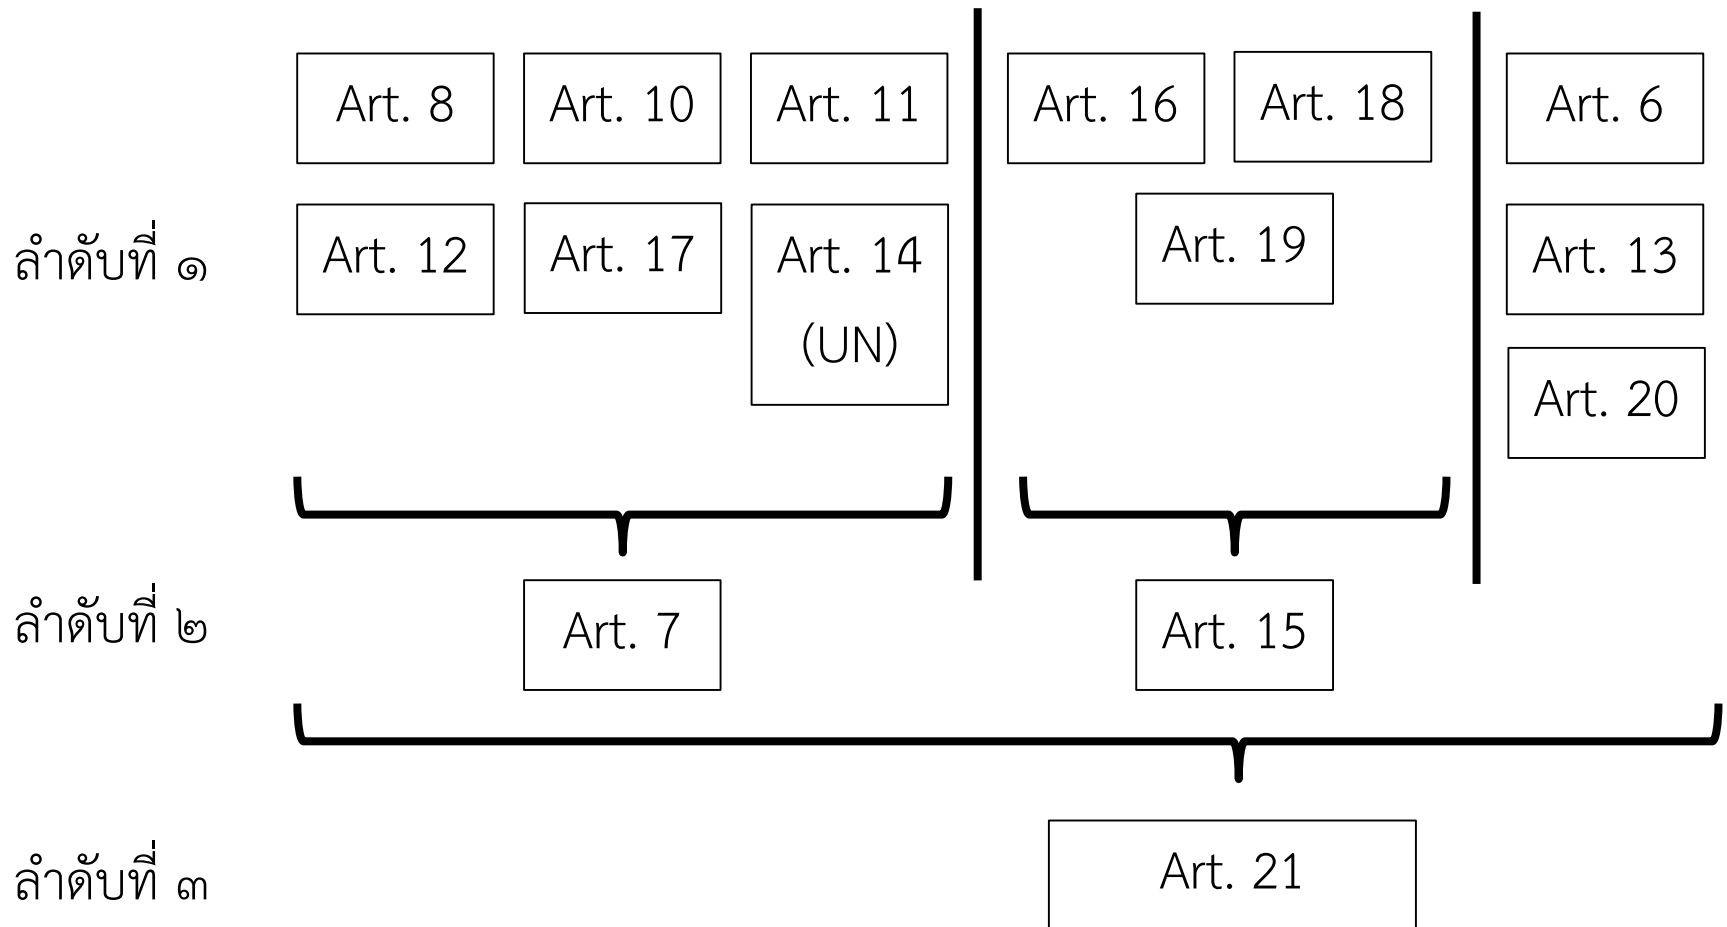 Art. 8
Art. 10
Art. 11
Art. 16
Art. 18
Art. 6
ลำดับที่ ๑
Art. 12
Art. 17
Art. 14
(UN)
Art. 19
Art. 13
Art. 20
ลำดับที่ ๒
Art. 7
Art. 15
ลำดับที่ ๓
Art. 21